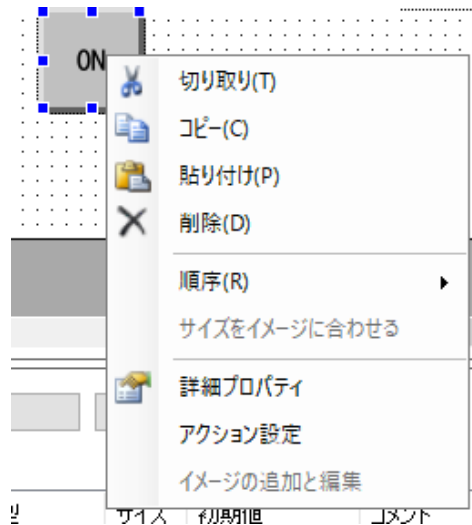 ON
切り取り(T)
コピー(C)
貼り付け(P)
削除(D)
順序(R)
サイズをイメージに合わせる
詳細プロパティ
アクション設定
イメージの追加と編集
サイズ 初期値 コメント